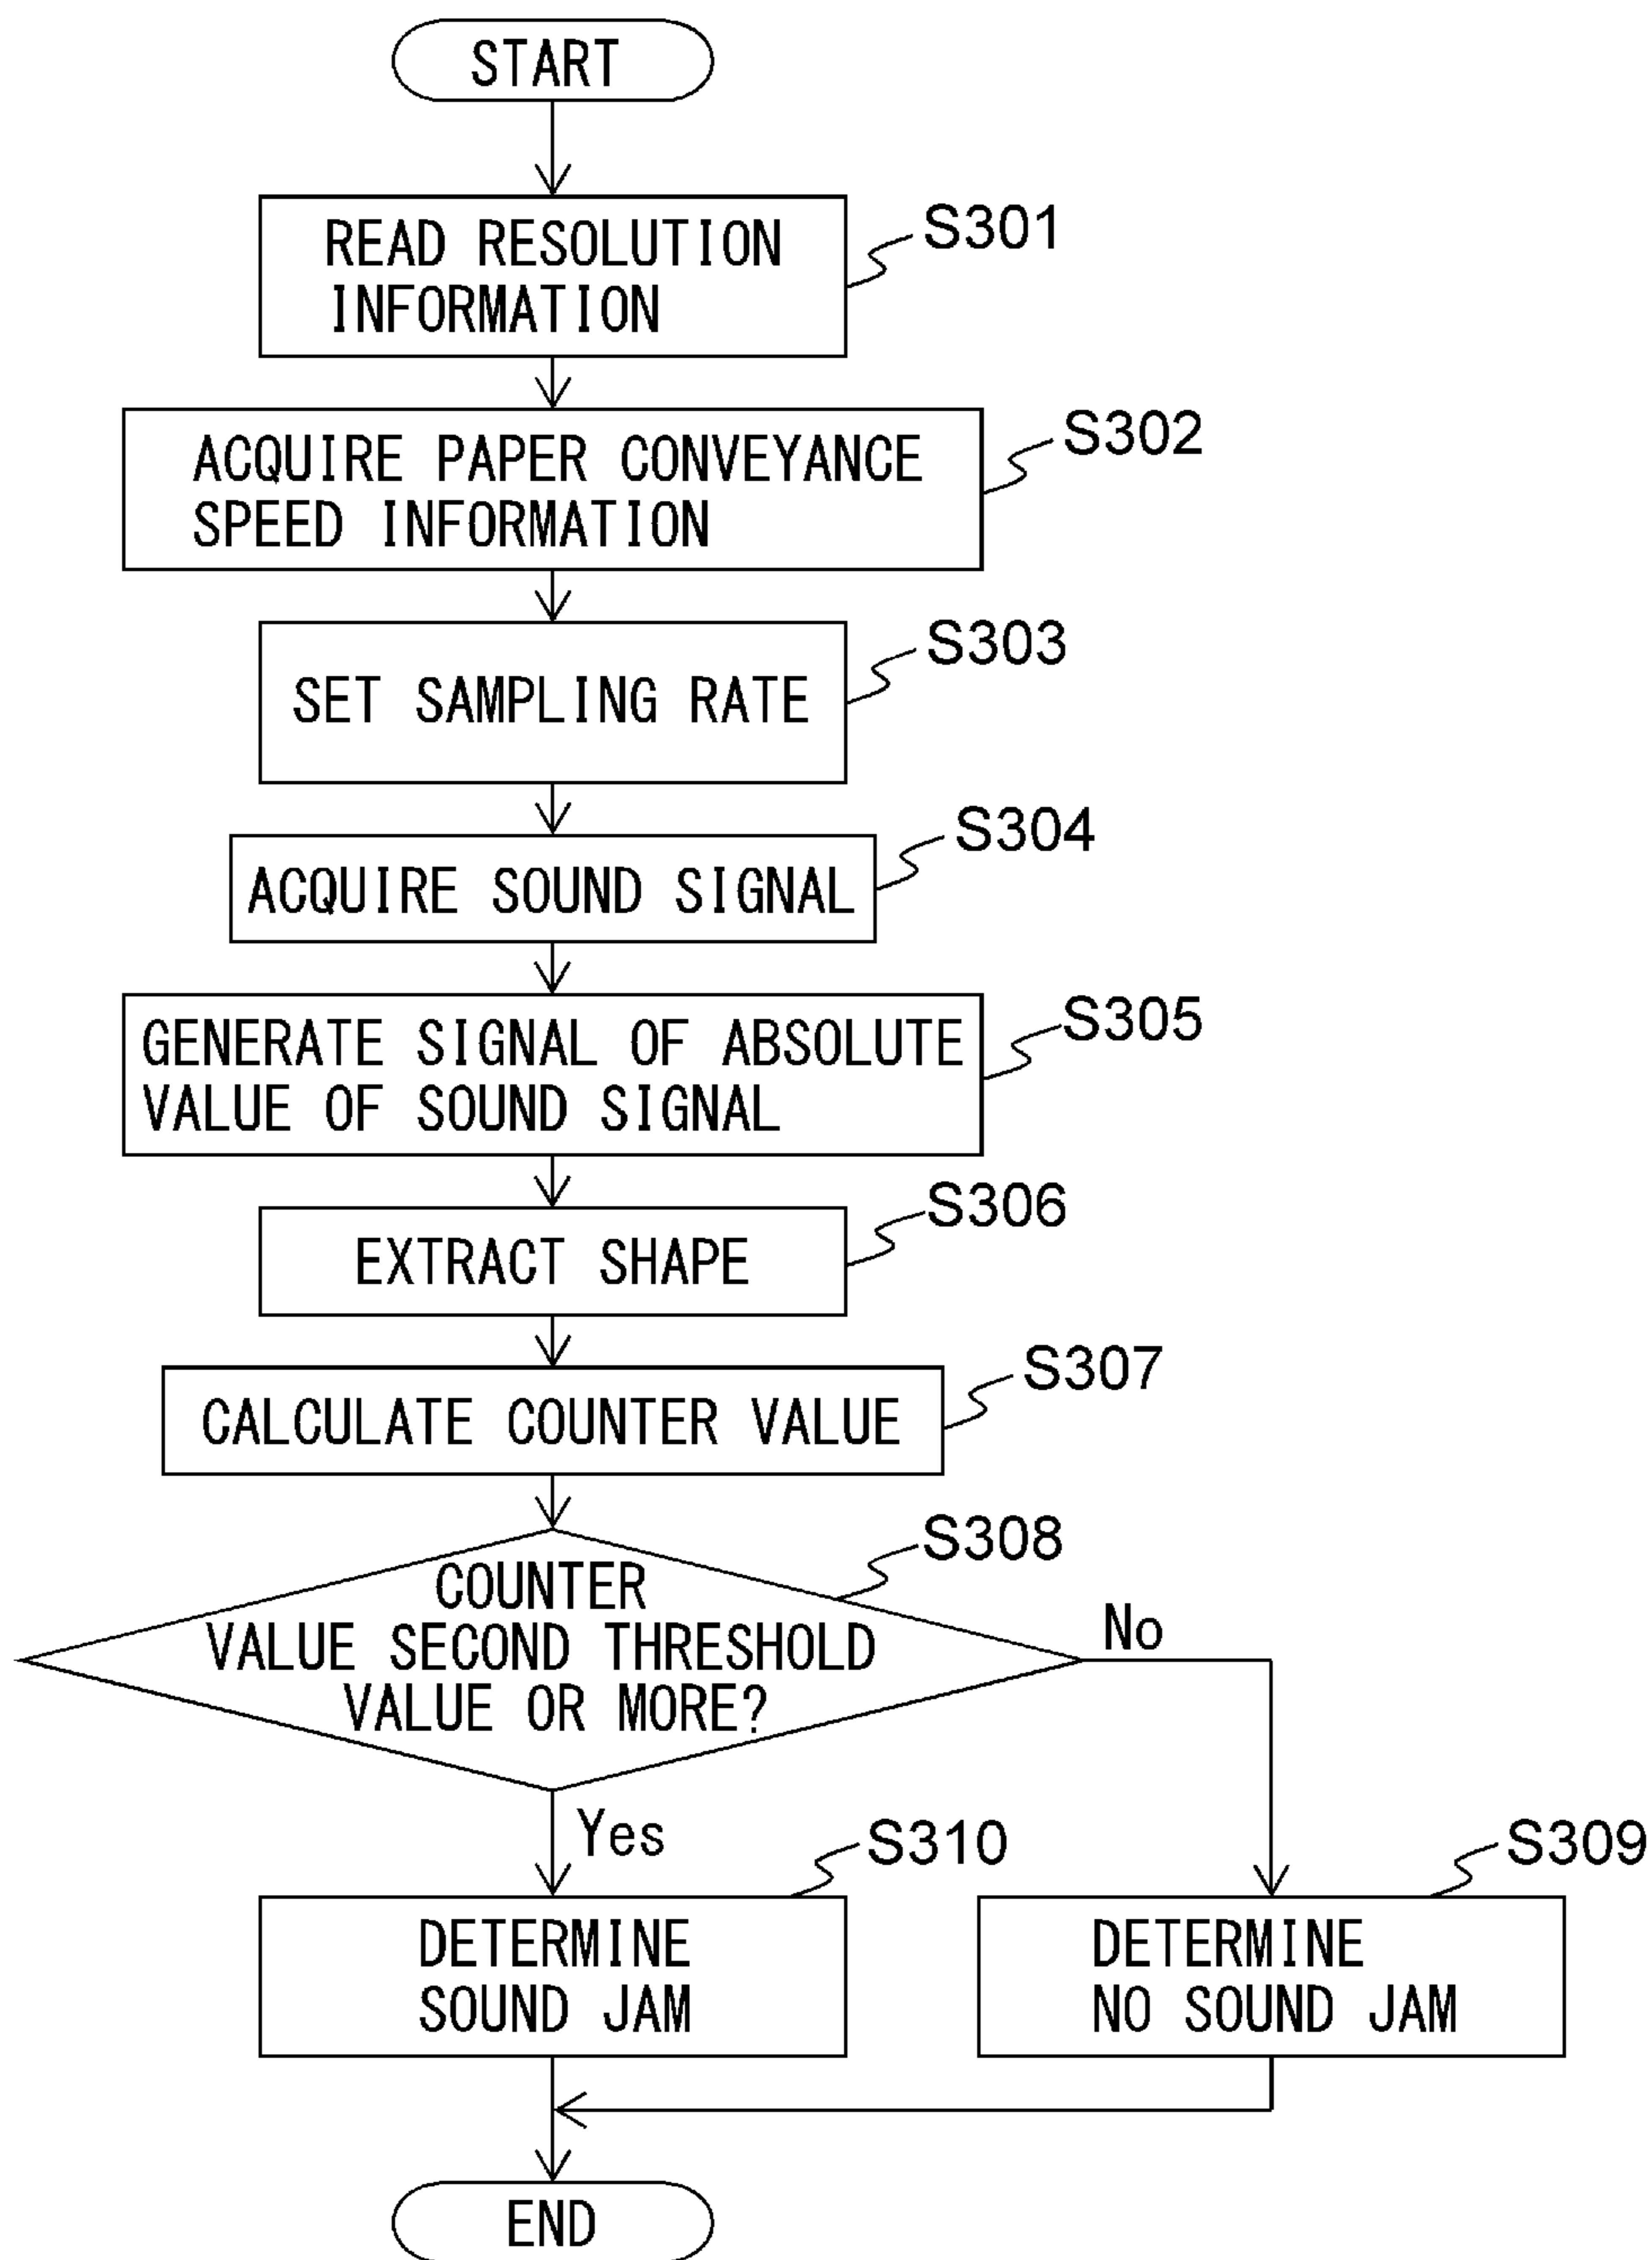 START
READ RESOLUTION
INFORMATION
S301
ACQUIRE PAPER CONVEYANCE
SPEED INFORMATION
S302
SET SAMPLING RATE
S303
ACQUIRE SOUND SIGNAL
S304
GENERATE SIGNAL OF ABSOLUTE
VALUE OF SOUND SIGNAL
S305
EXTRACT SHAPE
S306
CALCULATE COUNTER VALUE
S307
COUNTER
VALUE SECOND THRESHOLD
VALUE OR MORE?
S308
No
Yes
DETERMINE
SOUND JAM
S310
DETERMINE
NO SOUND JAM
S309
END